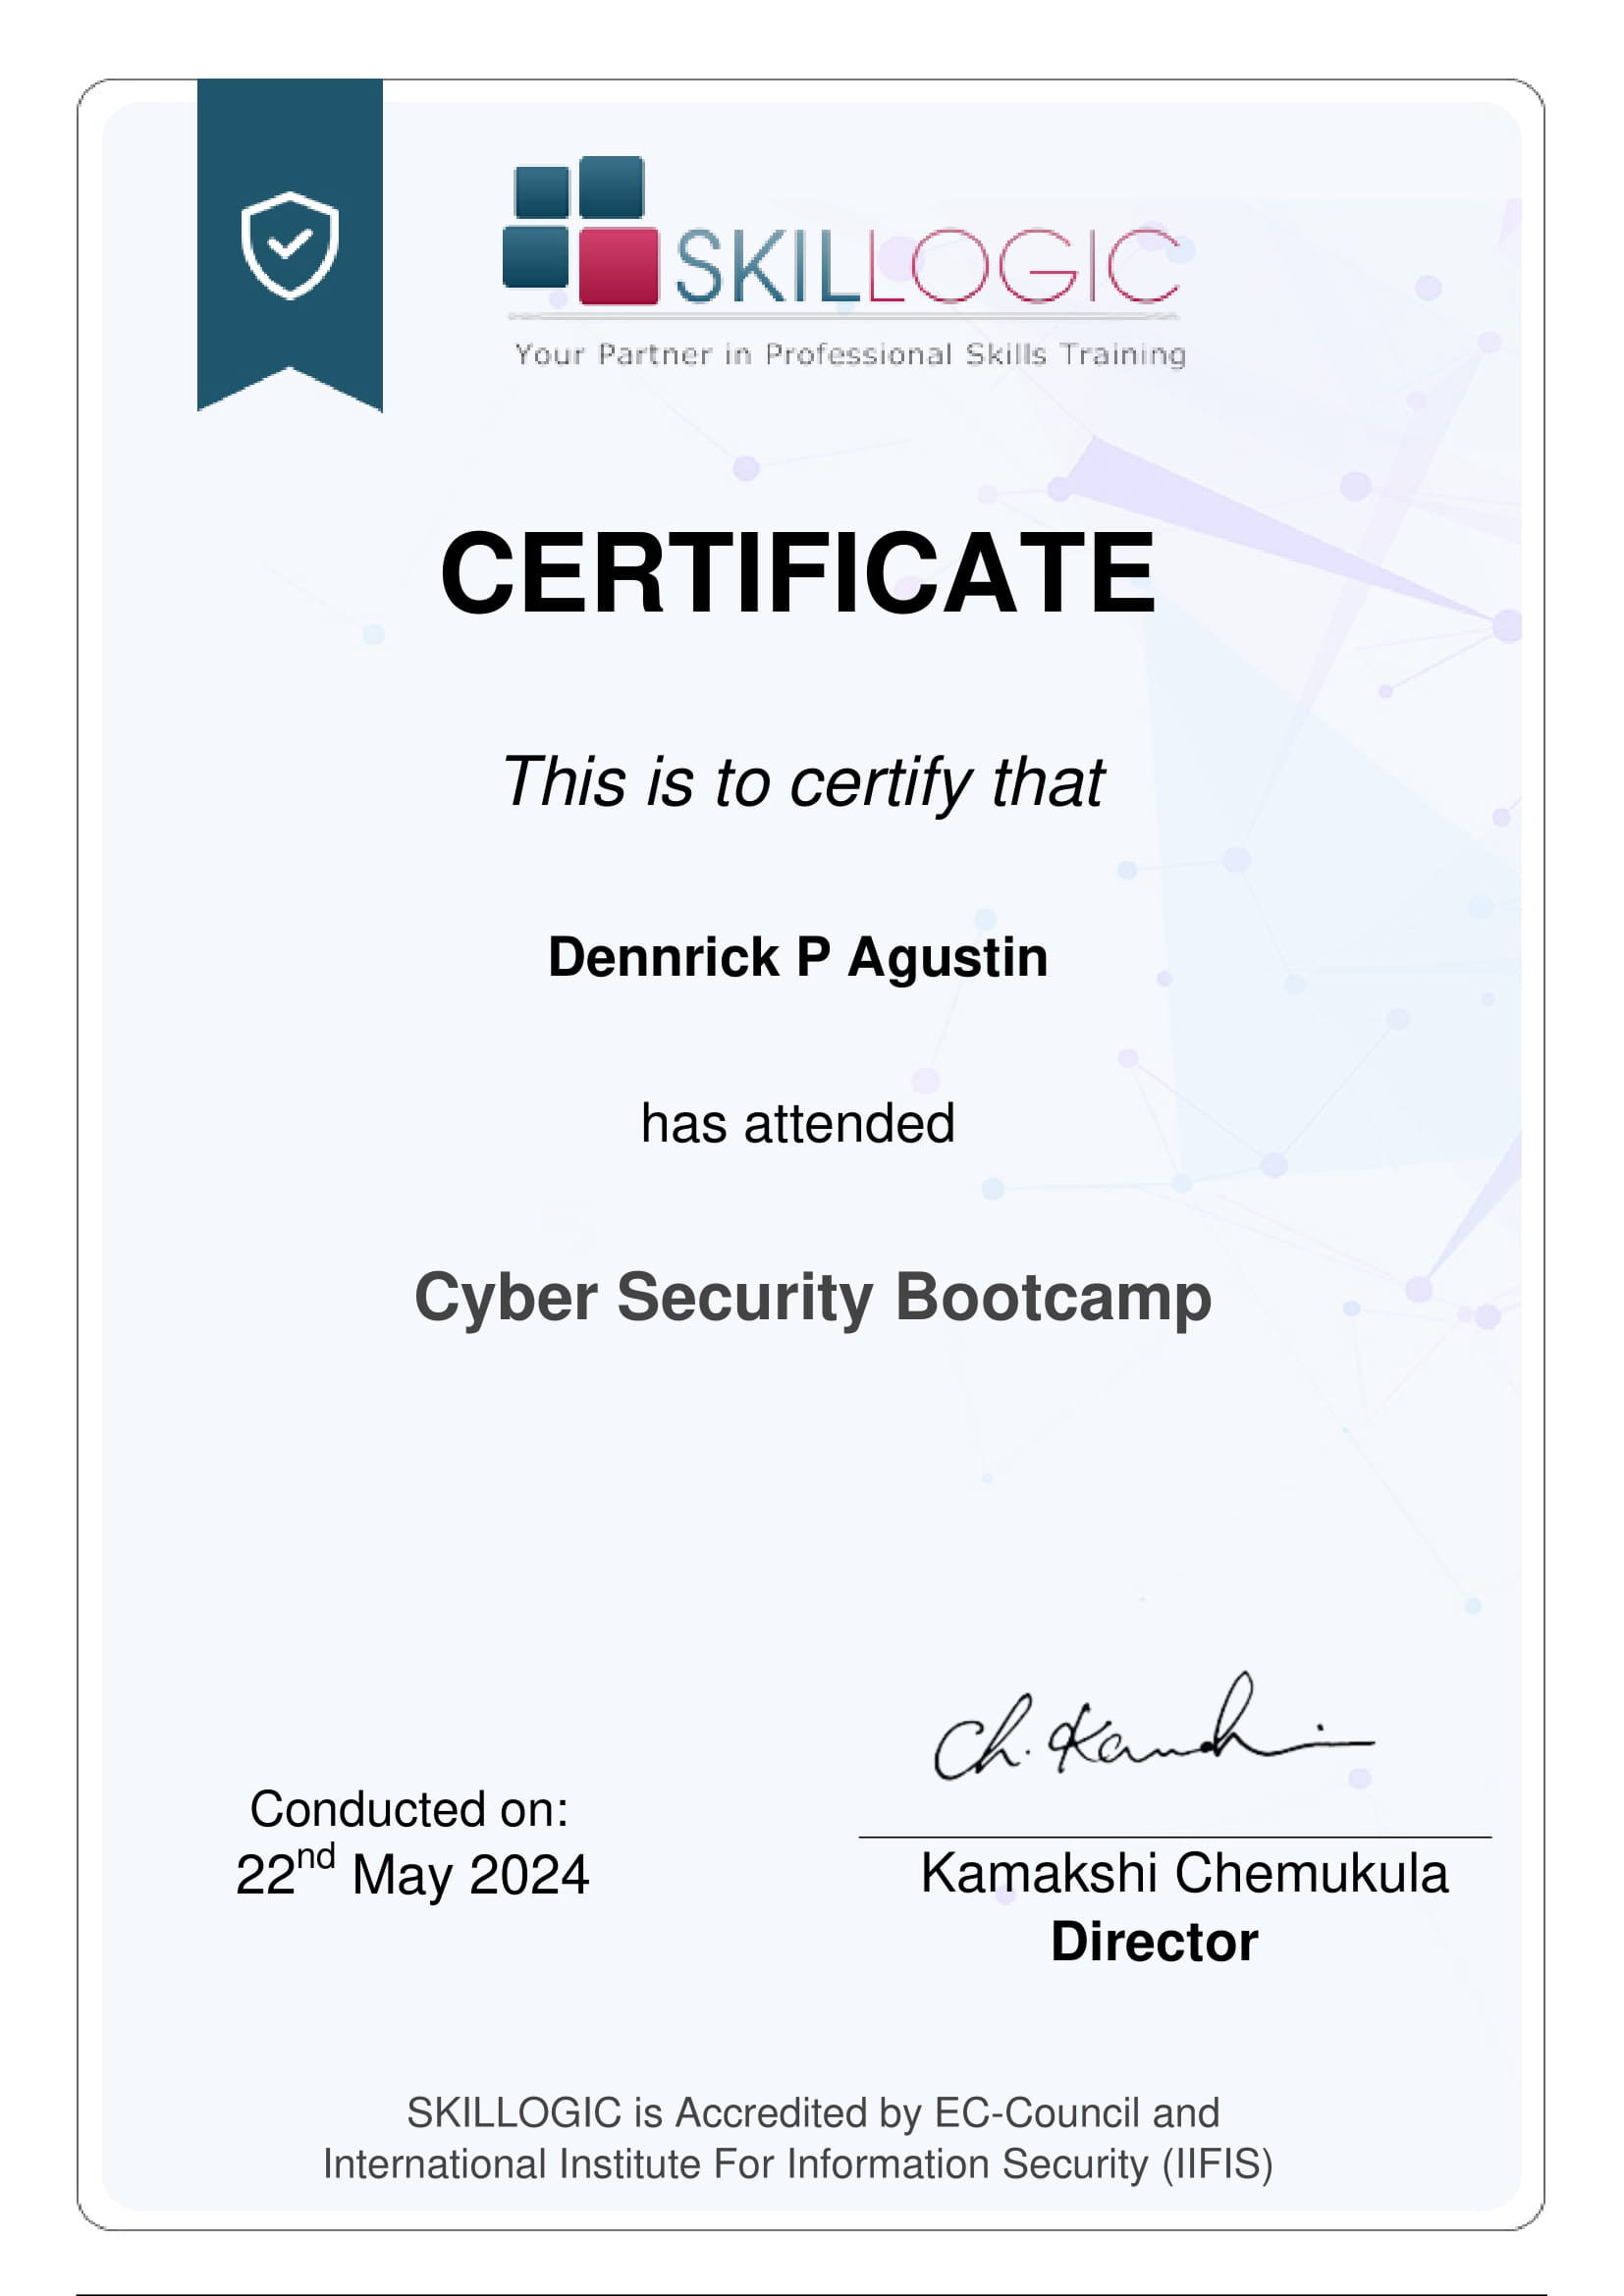 SKILLOGIC
Your Partner in Professional Skills Training
CERTIFICATE
This is to certify that
Dennrick P Agustin
has attended
Cyber Security Bootcamp
Ch. Kamakshi
Conducted on:
22nd May 2024
Kamakshi Chemukula
Director
SKILLOGIC is Accredited by EC-Council and
International Institute For Information Security (IIFIS)